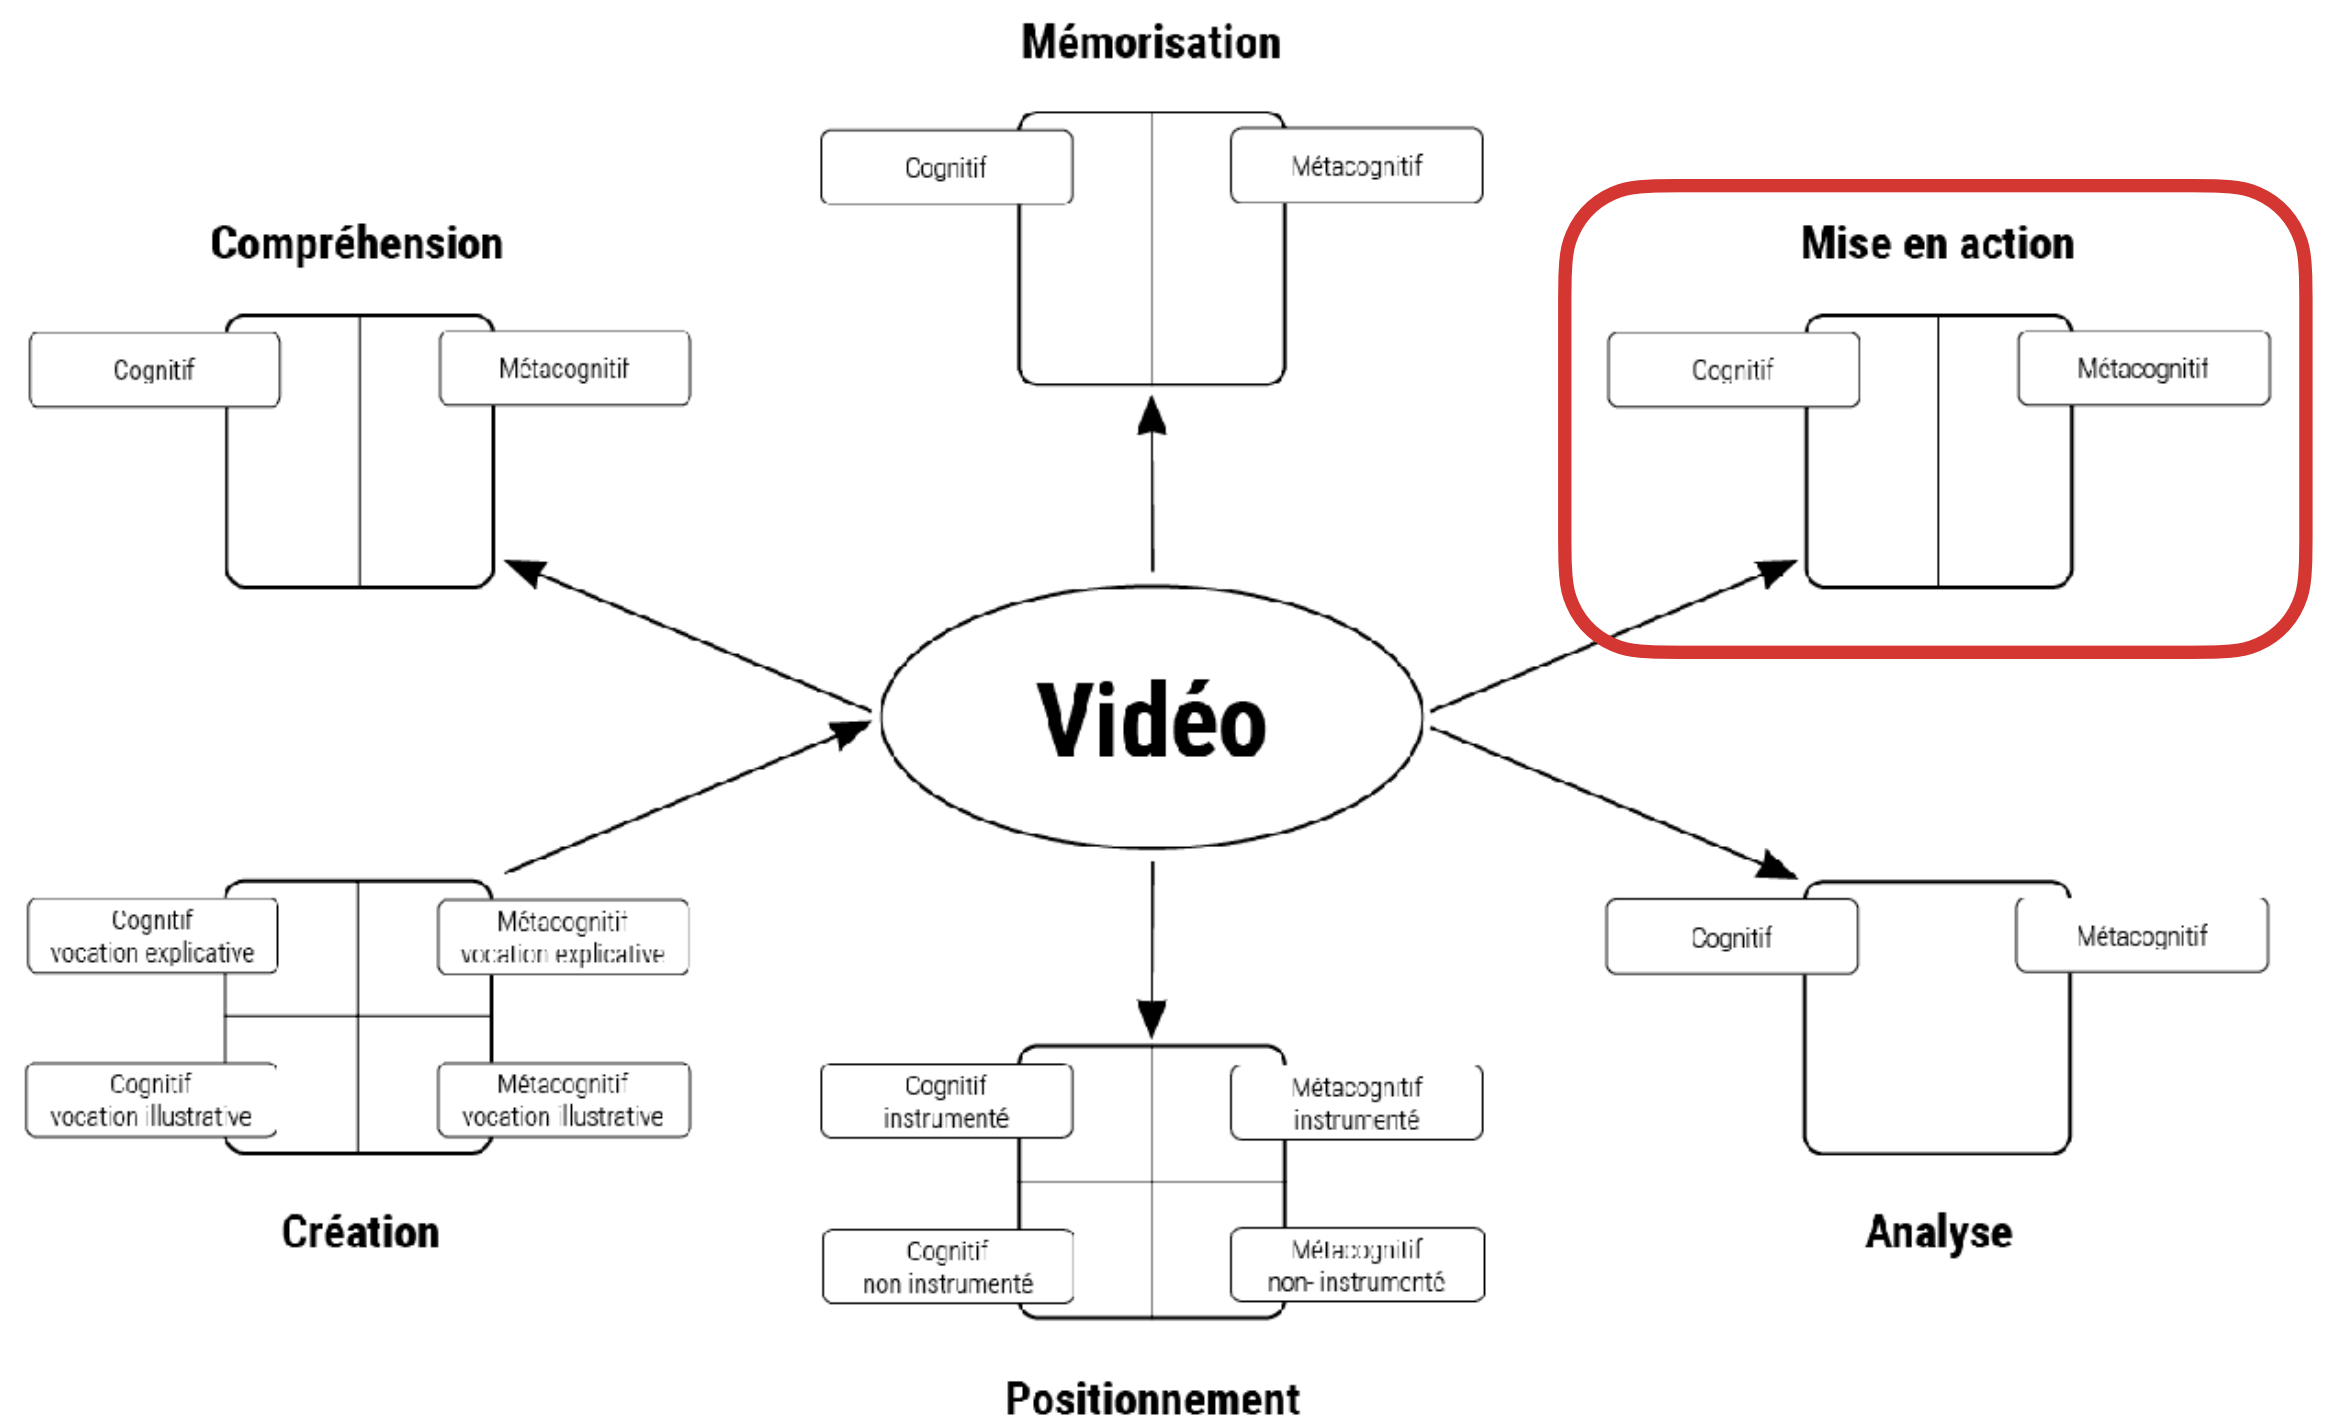 Mémorisation
Cognitif
Métacognitif
Compréhension
Cognitif
Métacognitif
Mise en action
Cognitif
Métacognitif
Vidéo
Cognitif
vocation explicative
Métacognitif
vocation explicative
Cognitif
vocation illustrative
Métacognitif
vocation illustrative
Création
Cognitif
instrumenté
Métacognitif
instrumenté
Cognitif
non instrumenté
Métacognitif
non- instrumenté
Positionnement
Cognitif
Métacognitif
Analyse